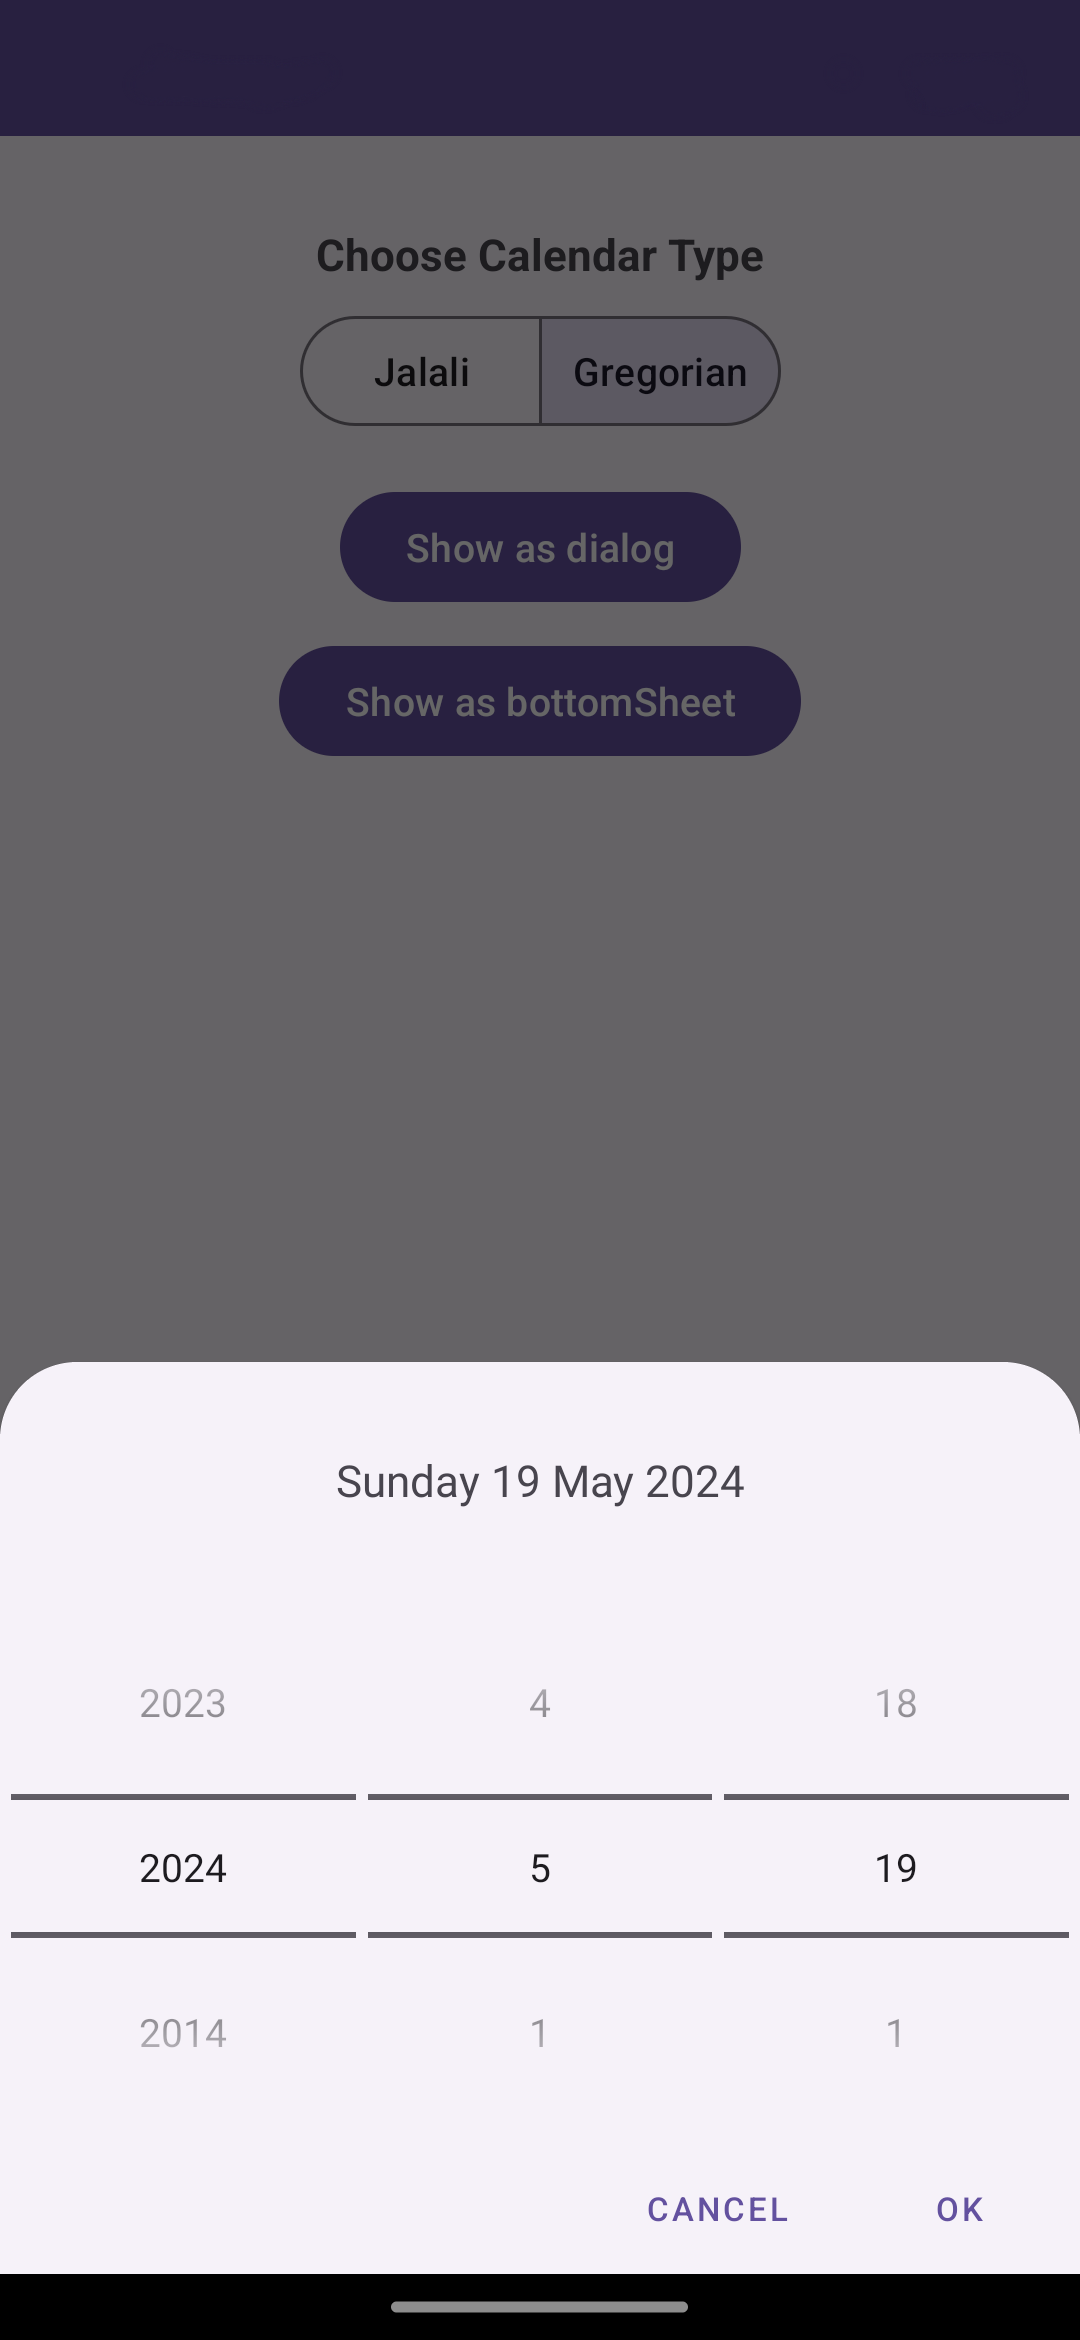 Choose Calendar Type
Jalali Gregorian
Show as dialog
Show as bottomSheet
Sunday 19 May 2024
2023 4 18
2024 5 19
2014 1 1
CANCEL OK